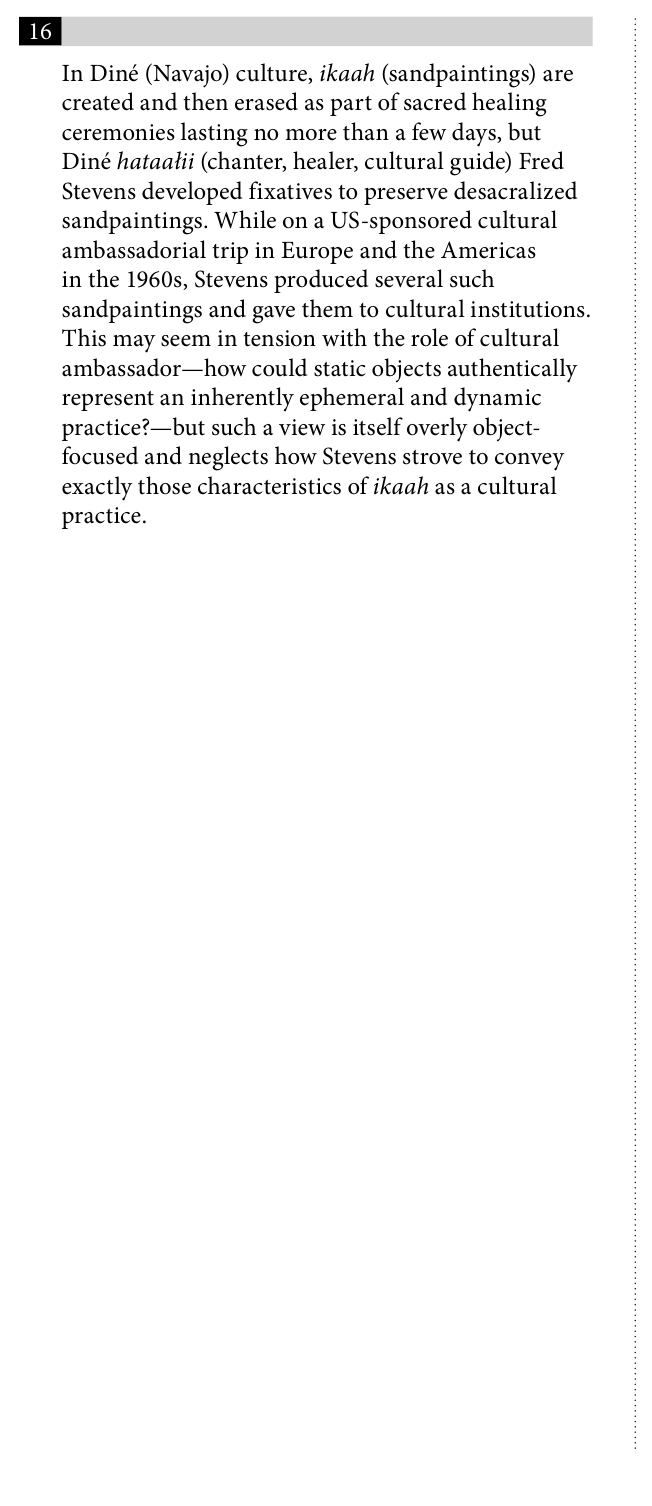 16
In Diné (Navajo) culture, ikaah (sandpaintings) are
created and then erased as part of sacred healing
ceremonies lasting no more than a few days, but
Diné hataałii (chanter, healer, cultural guide) Fred
Stevens developed fixatives to preserve desacralized
sandpaintings. While on a US-sponsored cultural
ambassadorial trip in Europe and the Americas
in the 1960s, Stevens produced several such
sandpaintings and gave them to cultural institutions.
This may seem in tension with the role of cultural
ambassador—how could static objects authentically
represent an inherently ephemeral and dynamic
practice?—but such a view is itself overly object-
focused and neglects how Stevens strove to convey
exactly those characteristics of ikaah as a cultural
practice.